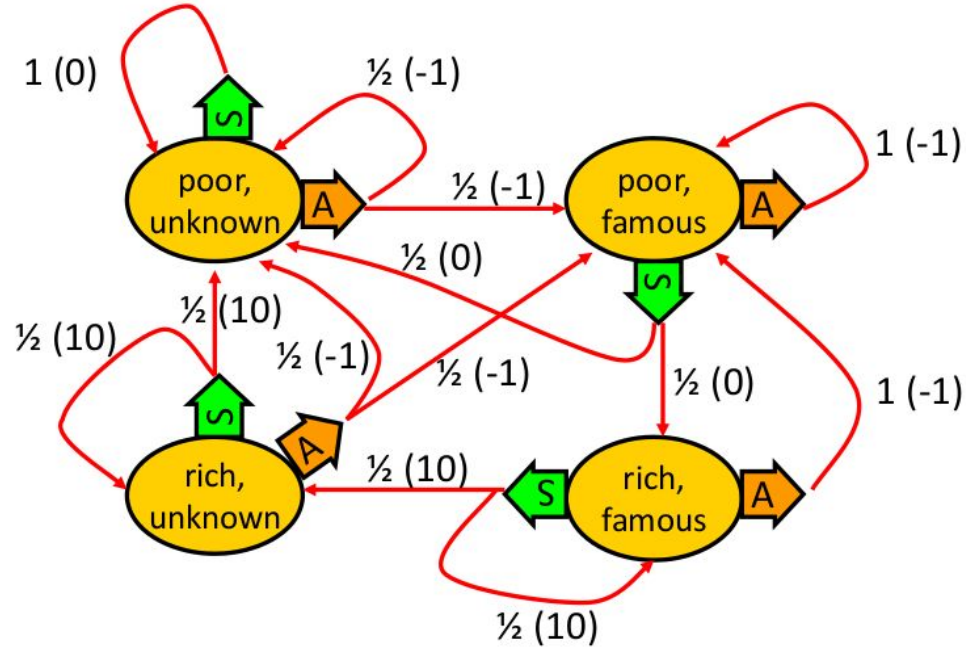 1 (0)
½ (-1)
S
poor,
unknown
A
½ (-1)
poor,
famous
A
1 (-1)
½ (0)
S
½ (10)
½ (10)
½ (-1)
½ (-1)
½ (0)
1 (-1)
S
A
rich,
unknown
½ (10)
S
rich,
famous
A
½ (10)